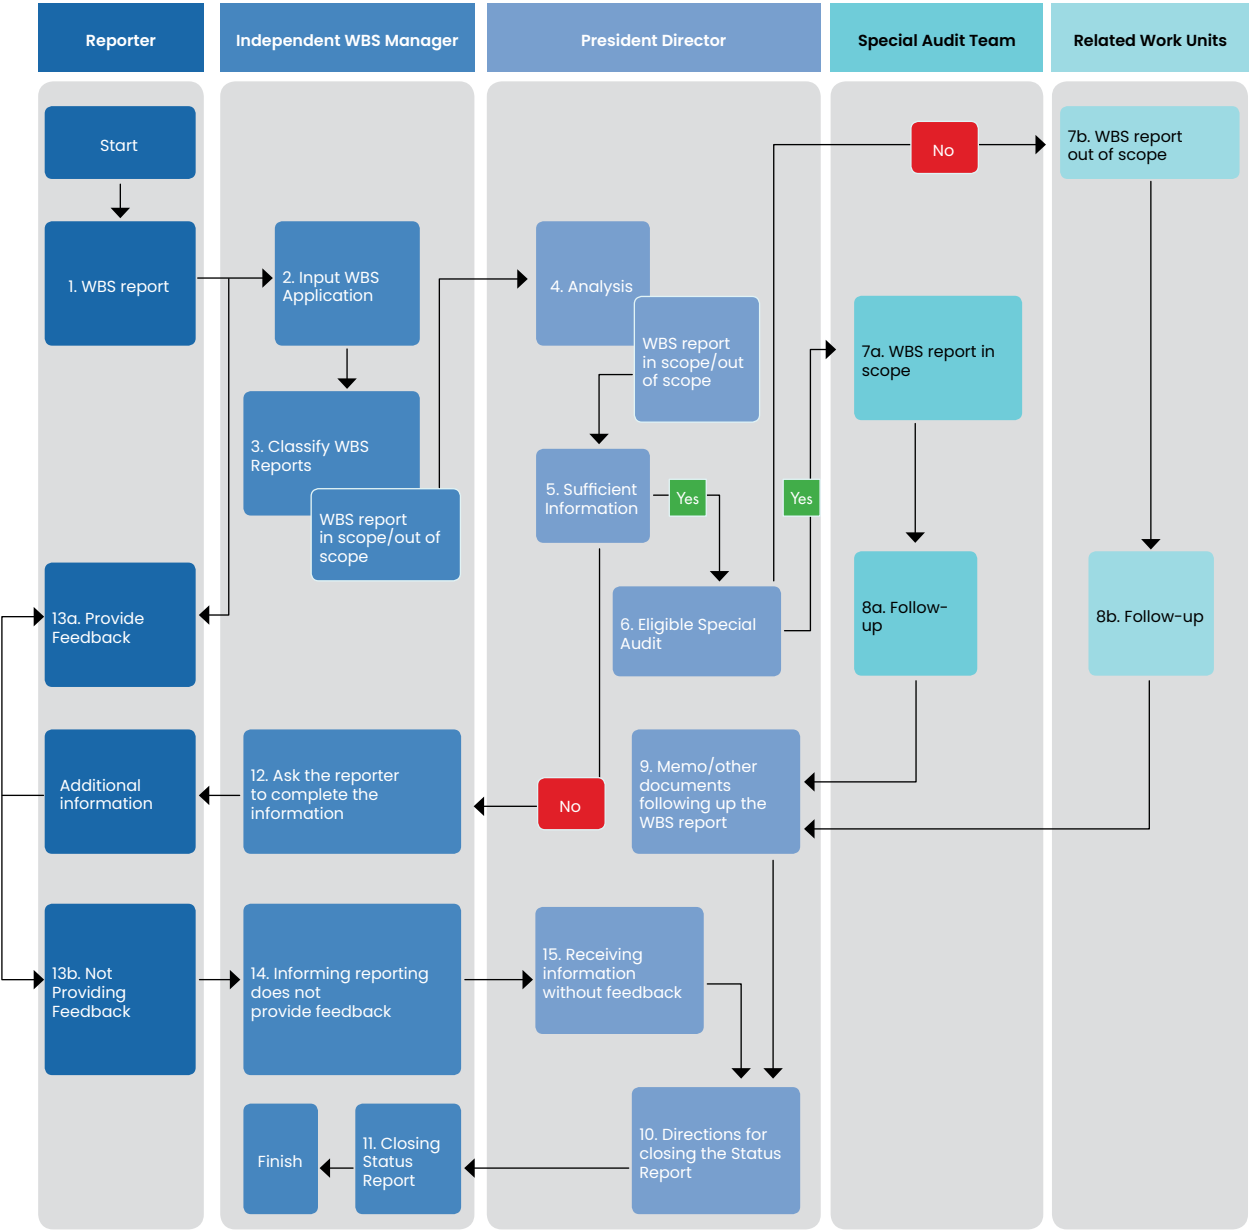 Reporter
Independent WBS Manager
President Director
Special Audit Team
Related Work Units
Start
No
7b. WBS report
out of scope
1. WBS report
2. Input WBS
Application
4. Analysis
WBS report
in scope/out
of scope
7a. WBS report in
scope
3. Classify WBS
Reports
WBS report
in scope/out of
scope
5. Sufficient
Information
Yes
Yes
13a. Provide
Feedback
6. Eligible Special
Audit
8a. Follow-
up
8b. Follow-up
Additional
information
12. Ask the reporter
to complete the
information
No
9. Memo/other
documents
following up the
WBS report
13b. Not
Providing
Feedback
14. Informing reporting
does not
provide feedback
15. Receiving
information
without feedback
Finish
11. Closing
Status
Report
10. Directions for
closing the Status
Report